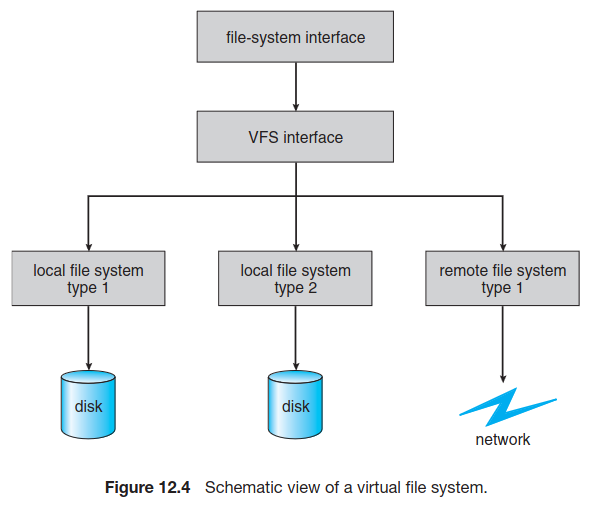 file-system interface
VFS interface
local file system
type 1
local file system
type 2
remote file system
type 1
disk
disk
network
Figure 12.4 Schematic view of a virtual file system.